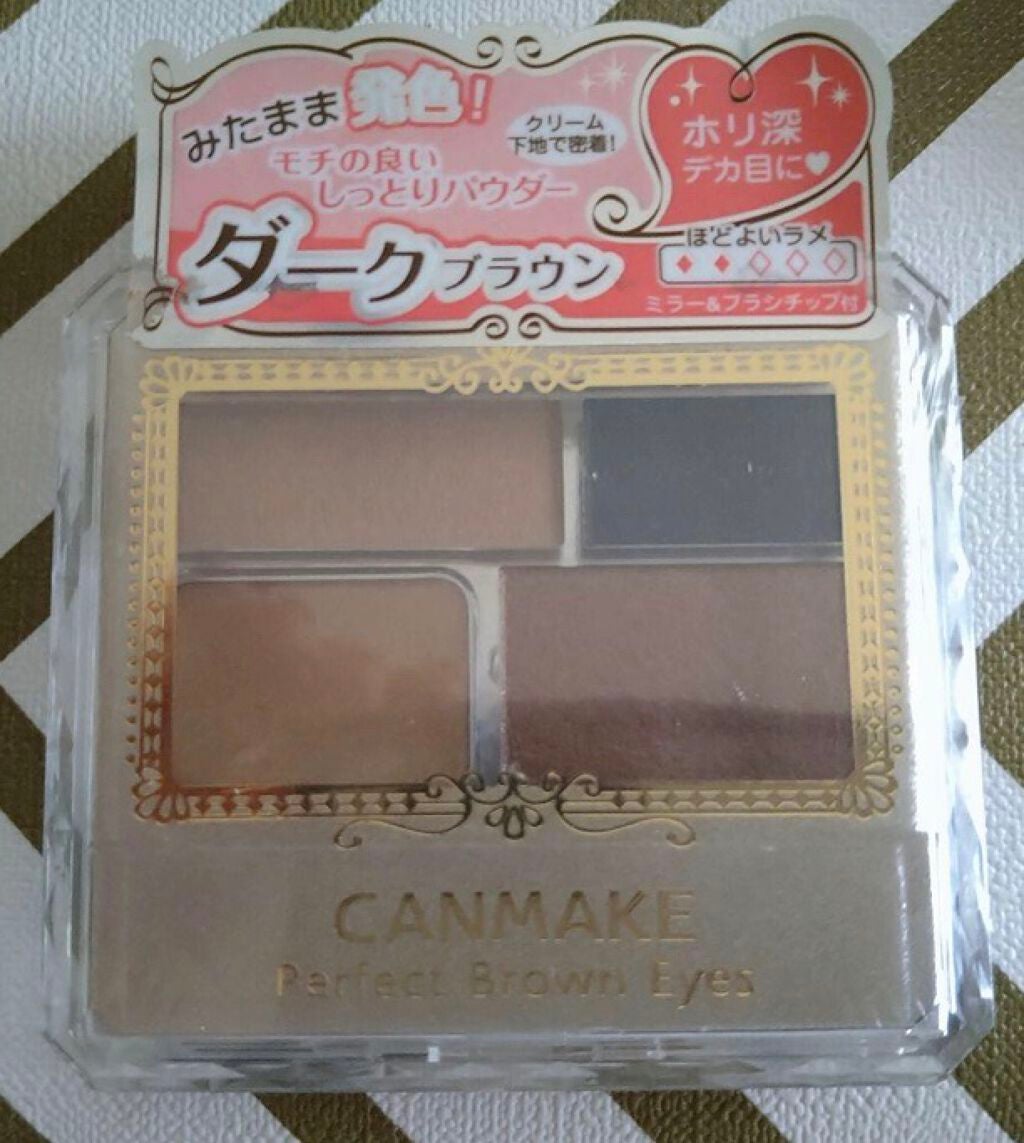 みたまま発色!
モチの良い
しっとりパウダー
クリーム
下地で密着!
ホリ深
デカ目に♥
ダークブラウン
ほどよいラメ
ミラー&ブラシチップ付
CANMAKE
Perfect Brown Eyes